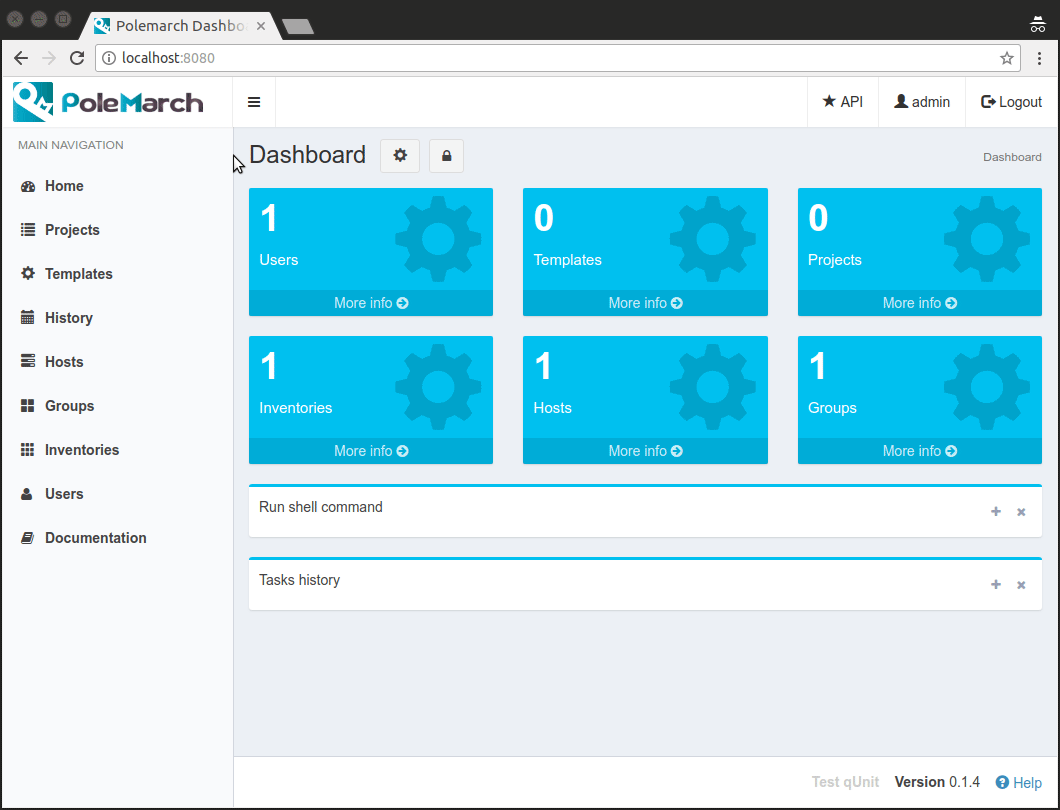 Polemarch Dashbo
localhost:8080
PoleMarch
API
admin
Logout
MAIN NAVIGATION
Home
Projects
Templates
History
Hosts
Groups
Inventories
Users
Documentation
Dashboard
Dashboard
1
Users
More info
0
Templates
More info
0
Projects
More info
1
Inventories
More info
1
Hosts
More info
1
Groups
More info
Run shell command
Tasks history
Test qUnit
Version 0.1.4
Help